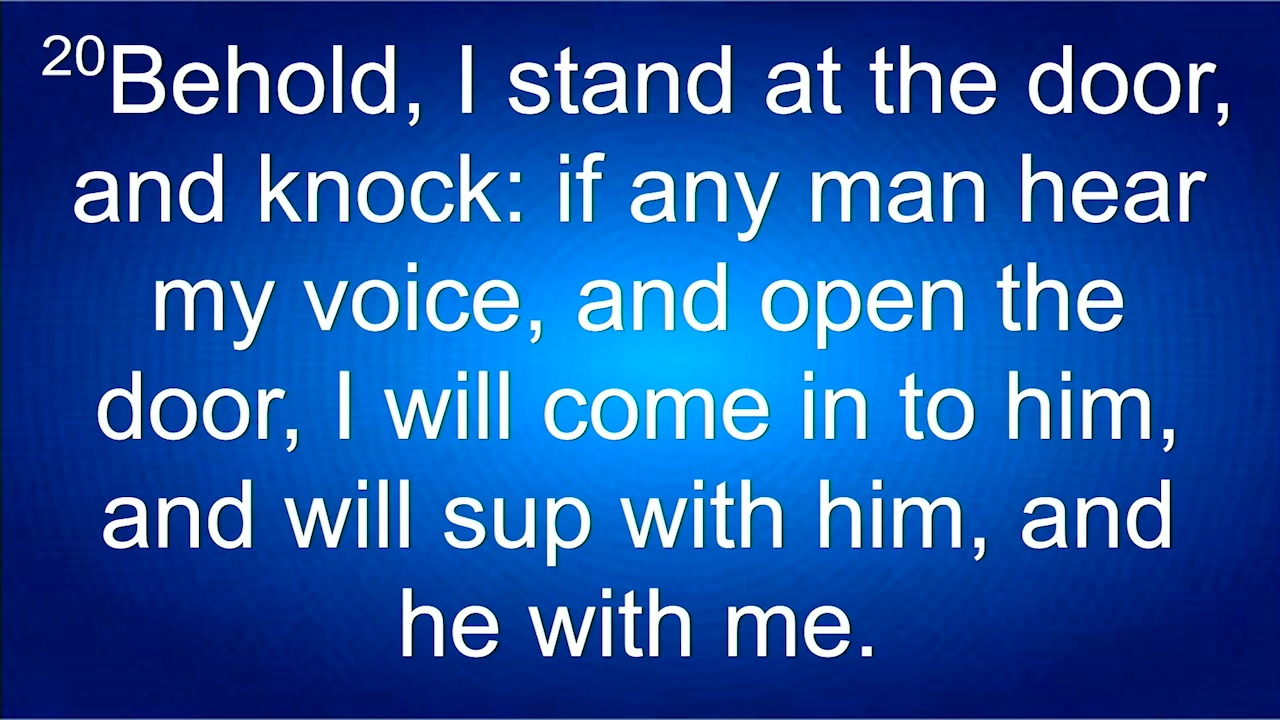 20Behold, I stand at the door,
and knock: if any man hear
my voice, and open the
door, I will come in to him,
and will sup with him, and
he with me.